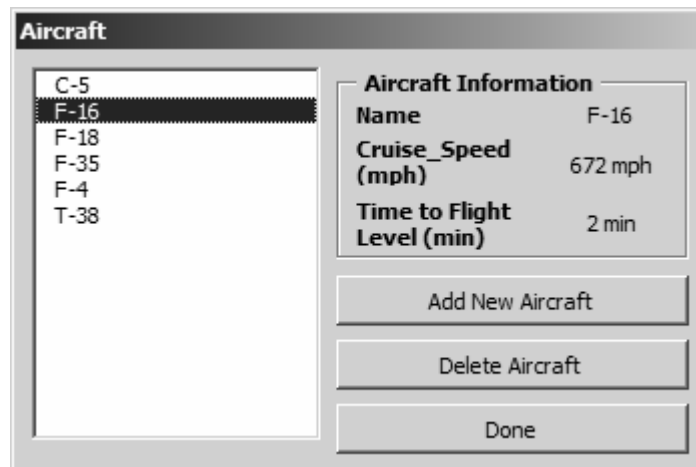 Aircraft
C-5
F-16
F-18
F-35
F-4
T-38
Aircraft Information
Name F-16
Cruise_Speed
(mph) 672 mph
Time to Flight
Level (min) 2 min
Add New Aircraft
Delete Aircraft
Done